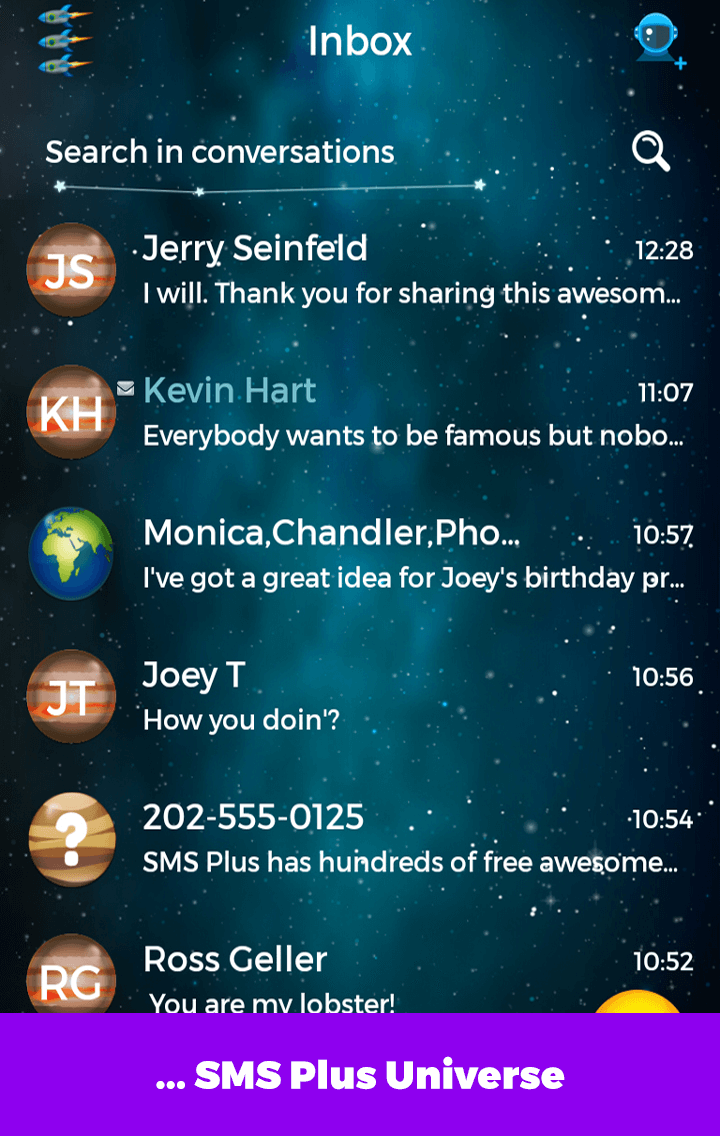 Inbox
Search in conversations
JS
Jerry Seinfeld
12:28
I will. Thank you for sharing this awesom...
KH
Kevin Hart
11:07
Everybody wants to be famous but nobo...
Monica,Chandler,Pho...
10:57
I've got a great idea for Joey's birthday pr...
JT
Joey T
10:56
How you doin'?
?
202-555-0125
10:54
SMS Plus has hundreds of free awesome...
RG
Ross Geller
10:52
You are my lobster!
... SMS Plus Universe